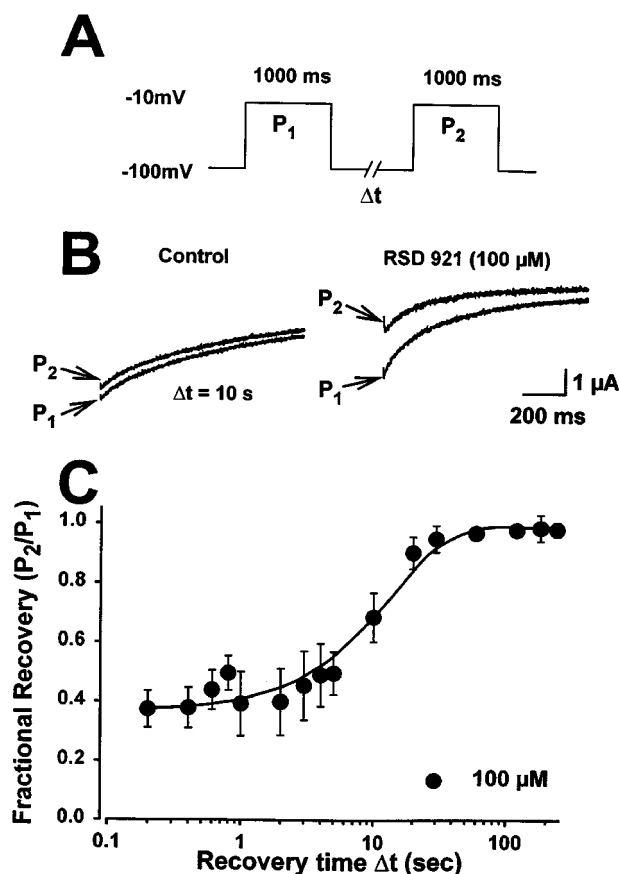 A
1000 ms 1000 ms
-10mV
P1 P2
-100mV
Δt
B
Control RSD 921 (100 µM)
P2
P2
P1
Δt = 10 s
P1
1 µA
200 ms
C
Fractional Recovery (P2/P1)
1.0
0.8
0.6
0.4
0.2
0.0
100 µM
0.1 1 10 100
Recovery time Δt (sec)